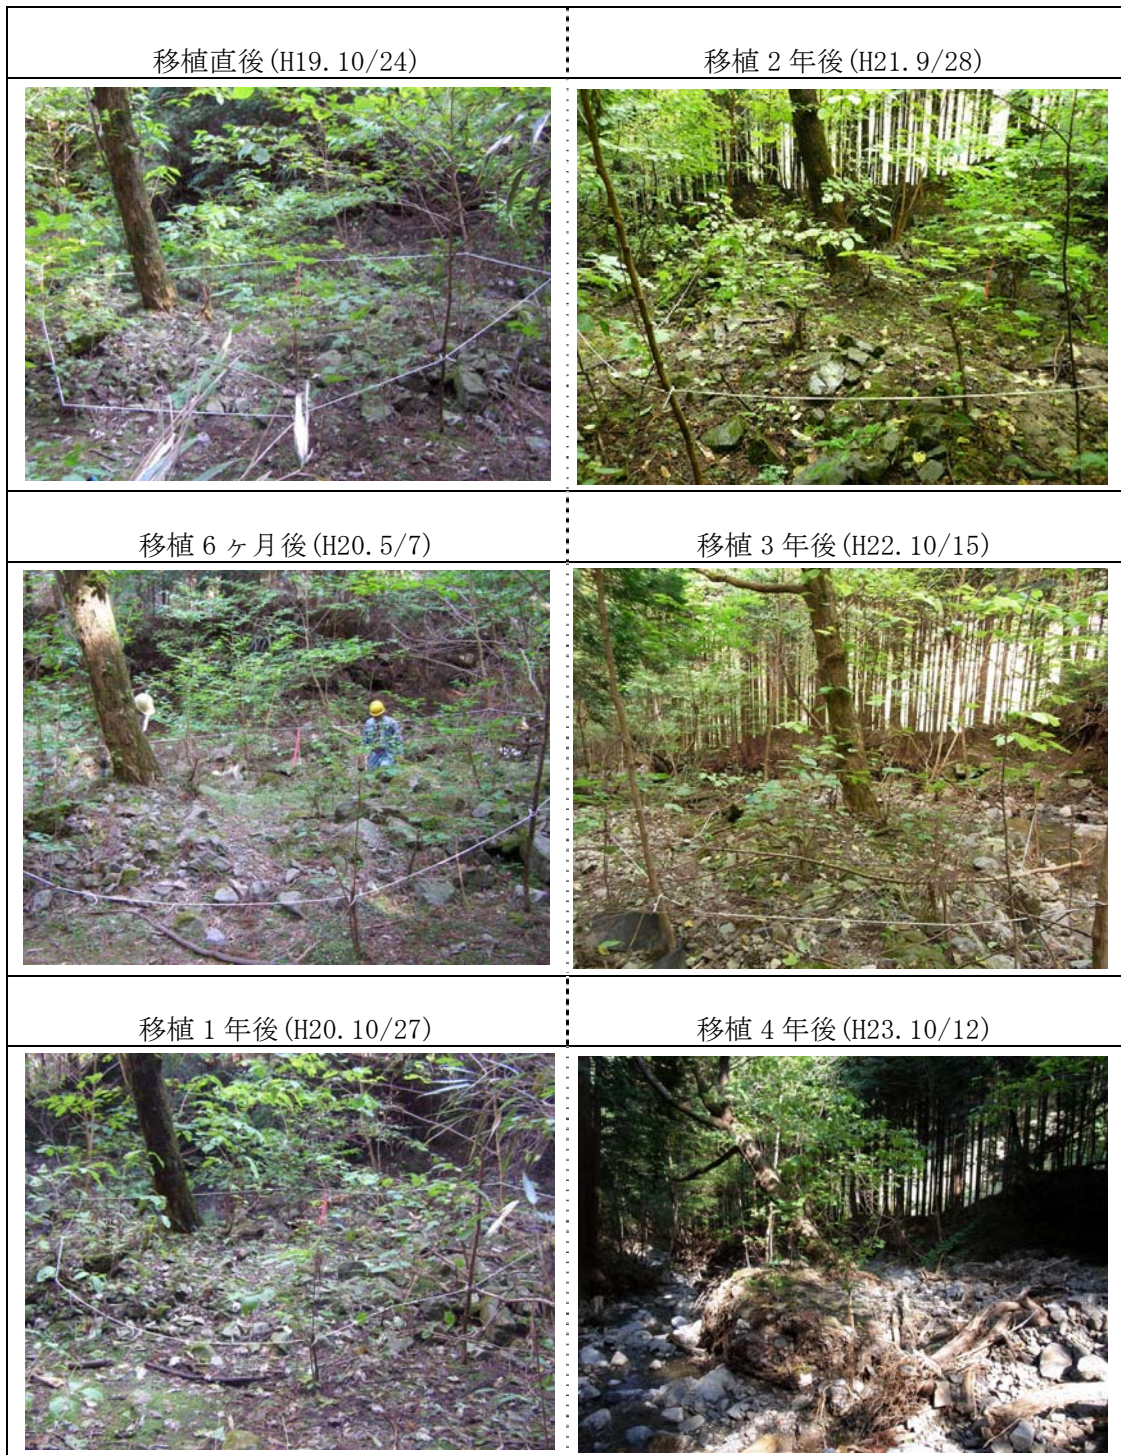 移植直後(H19.10/24)
移植 2 年後(H21.9/28)
移植 6 ヶ月後(H20.5/7)
移植 3 年後(H22.10/15)
移植 1 年後(H20.10/27)
移植 4 年後(H23.10/12)